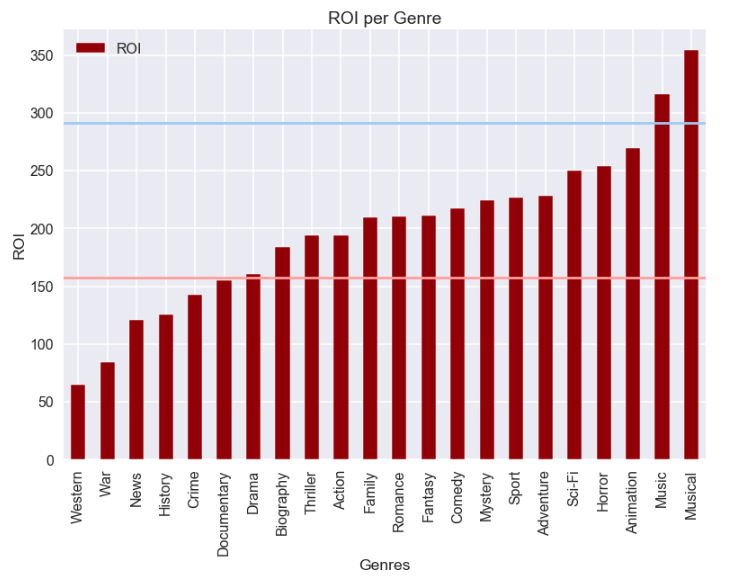 ROI per Genre
ROI
350
300
250
200
150
100
50
0
ROI
Western
War
News
History
Crime
Documentary
Drama
Biography
Thriller
Action
Family
Romance
Fantasy
Comedy
Mystery
Sport
Adventure
Sci-Fi
Horror
Animation
Music
Musical
Genres